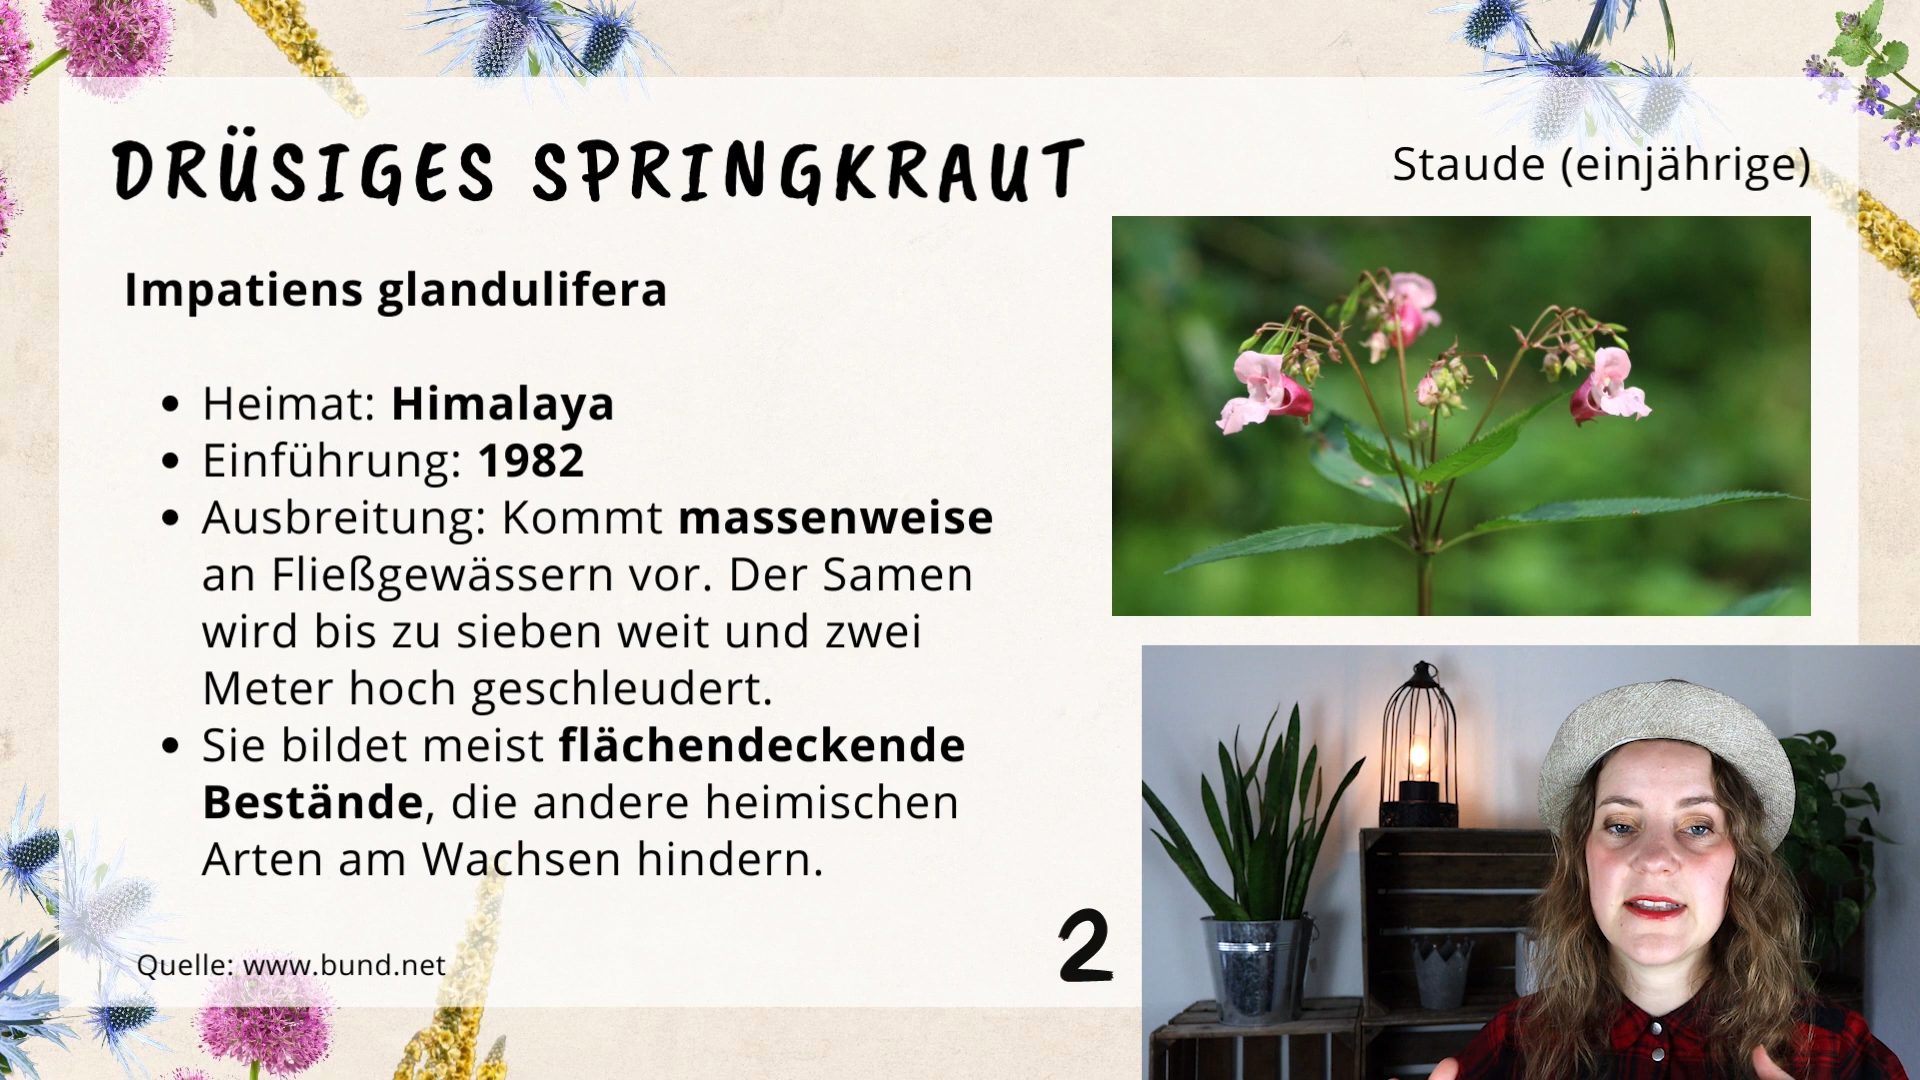 DRÜSIGES SPRINGKRAUT
Staude (einjährige)
Impatiens glandulifera
• Heimat: Himalaya
• Einführung: 1982
• Ausbreitung: Kommt massenweise
an Fließgewässern vor. Der Samen
wird bis zu sieben weit und zwei
Meter hoch geschleudert.
• Sie bildet meist flächendeckende
Bestände, die andere heimischen
Arten am Wachsen hindern.
Quelle: www.bund.net
2